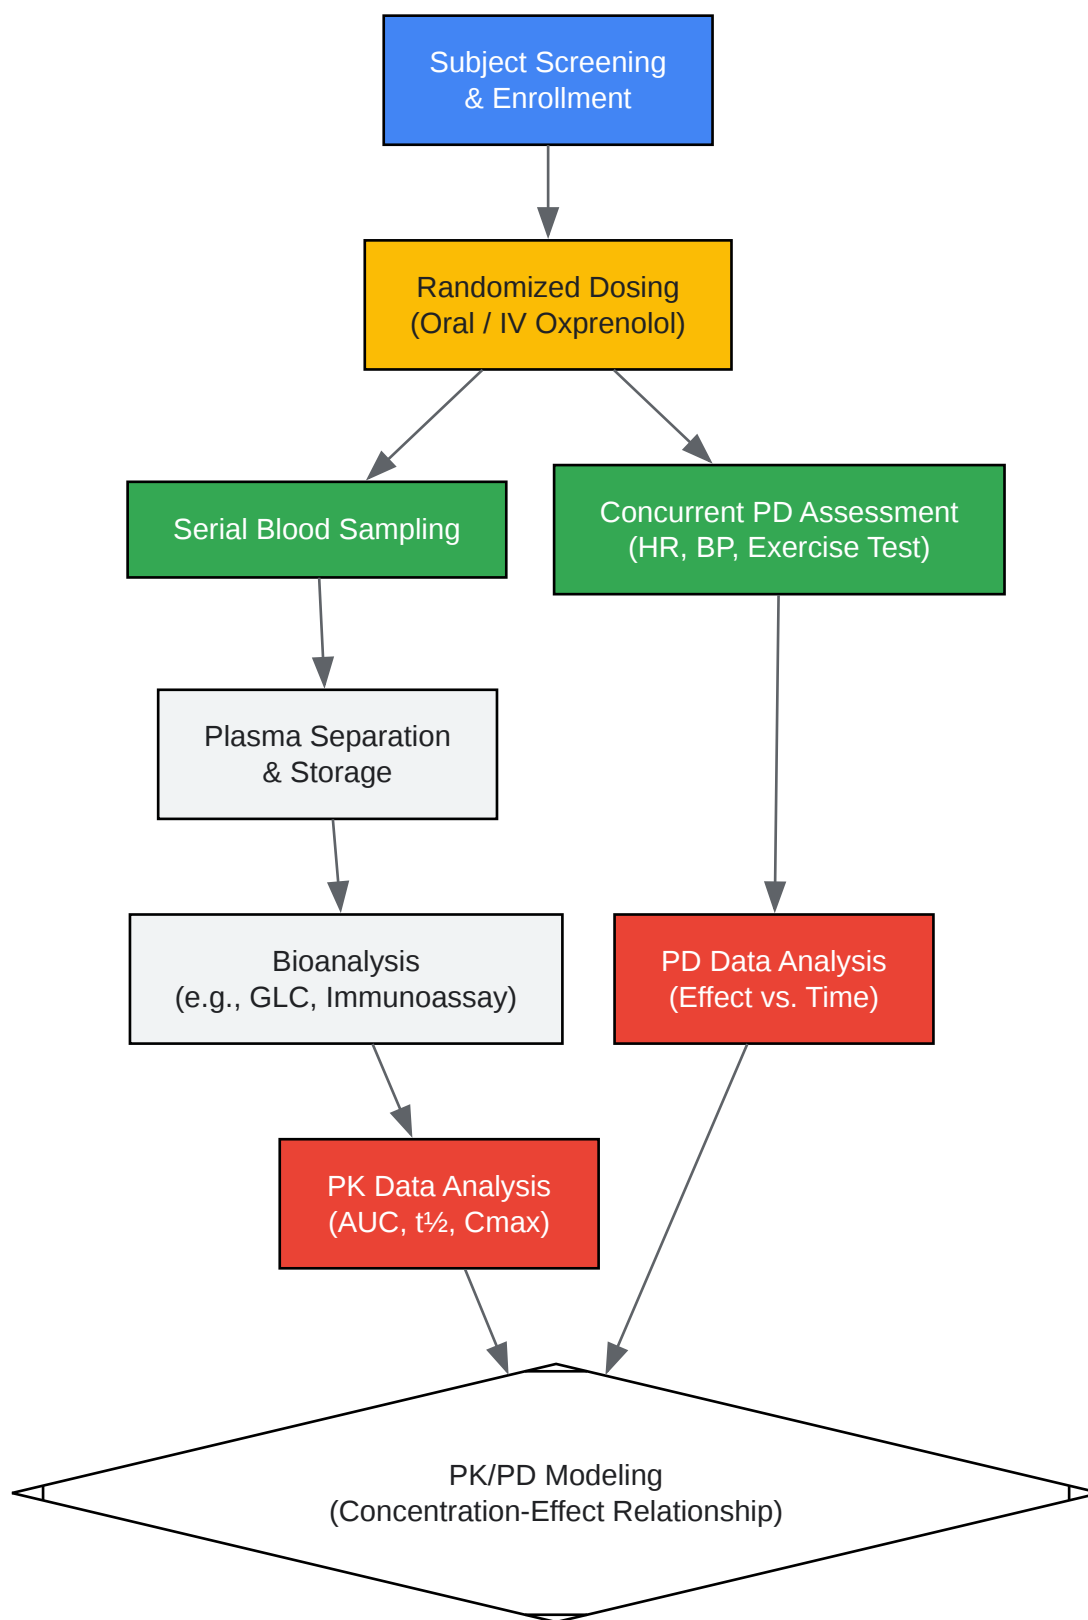 Subject Screening
& Enrollment
Randomized Dosing
(Oral / IV Oxprenolol)
Serial Blood Sampling
Concurrent PD Assessment
(HR, BP, Exercise Test)
Plasma Separation
& Storage
Bioanalysis
(e.g., GLC, Immunoassay)
PD Data Analysis
(Effect vs. Time)
PK Data Analysis
(AUC, t½, Cmax)
PK/PD Modeling
(Concentration-Effect Relationship)